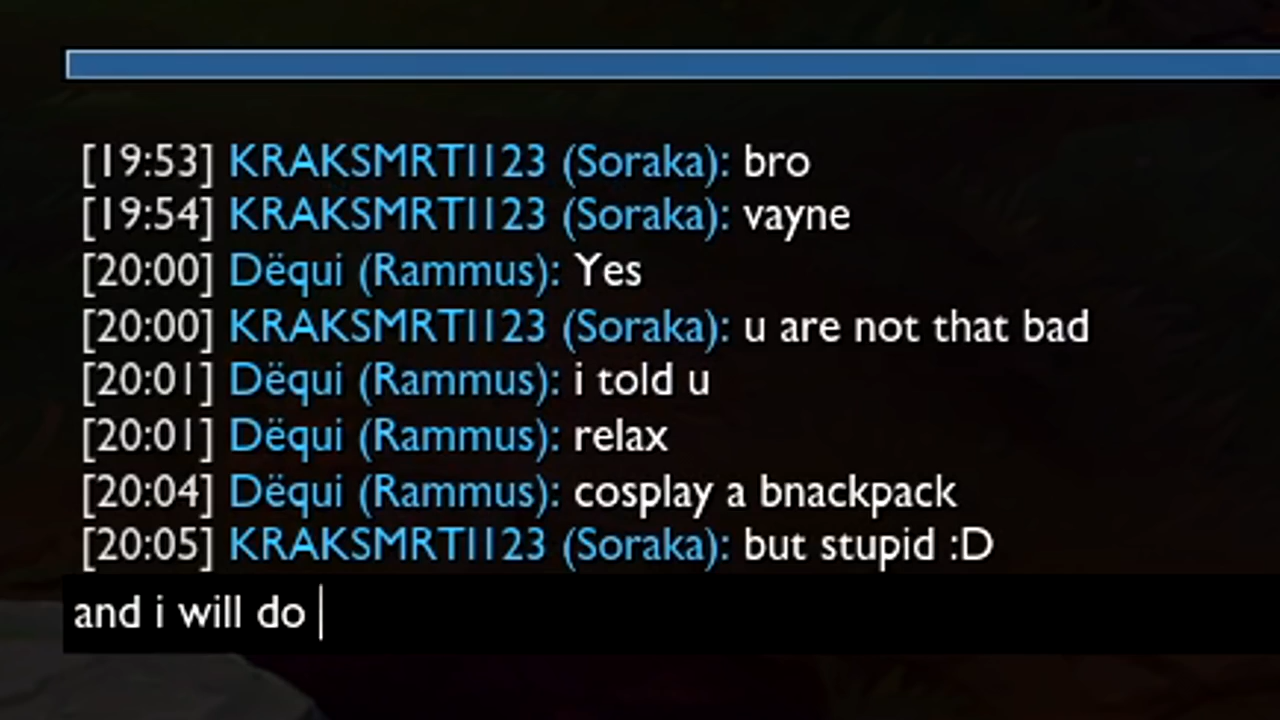 [19:53] KRAKSMRTI123 (Soraka): bro
[19:54] KRAKSMRTI123 (Soraka): vayne
[20:00] Dëqui (Rammus): Yes
[20:00] KRAKSMRTI123 (Soraka): u are not that bad
[20:01] Dëqui (Rammus): i told u
[20:01] Dëqui (Rammus): relax
[20:04] Dëqui (Rammus): cosplay a bnackpack
[20:05] KRAKSMRTI123 (Soraka): but stupid :D
and i will do